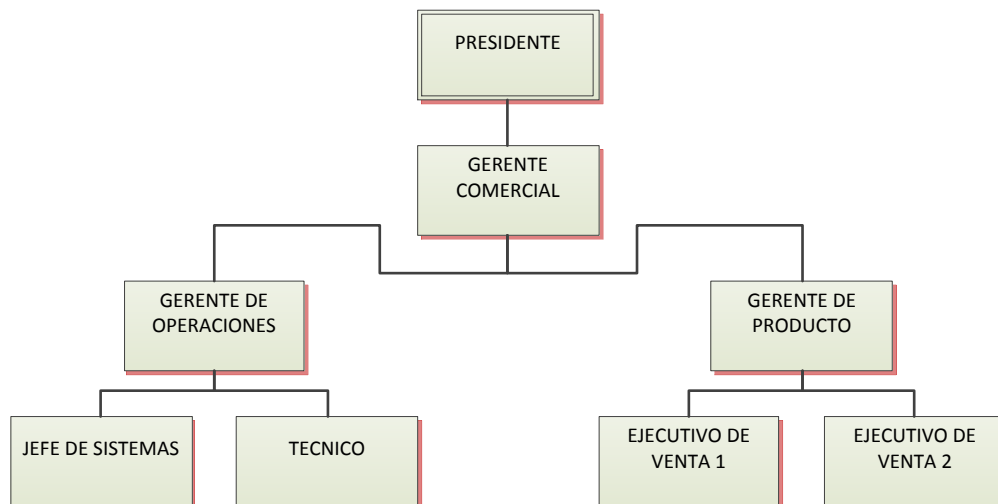 PRESIDENTE
GERENTE
COMERCIAL
GERENTE DE
OPERACIONES
GERENTE DE
PRODUCTO
JEFE DE SISTEMAS
TECNICO
EJECUTIVO DE
VENTA 1
EJECUTIVO DE
VENTA 2